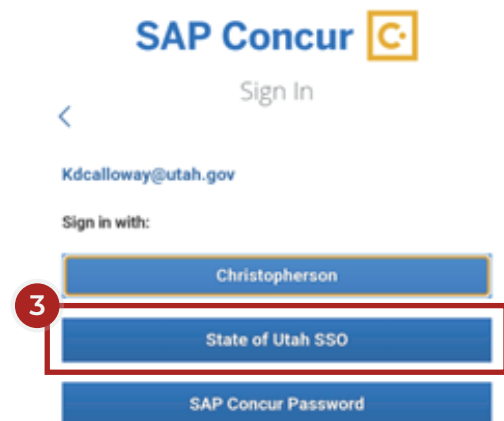 SAP Concur C.
Sign In
Kdcalloway@utah.gov
Sign in with:
Christopherson
3
State of Utah SSO
SAP Concur Password